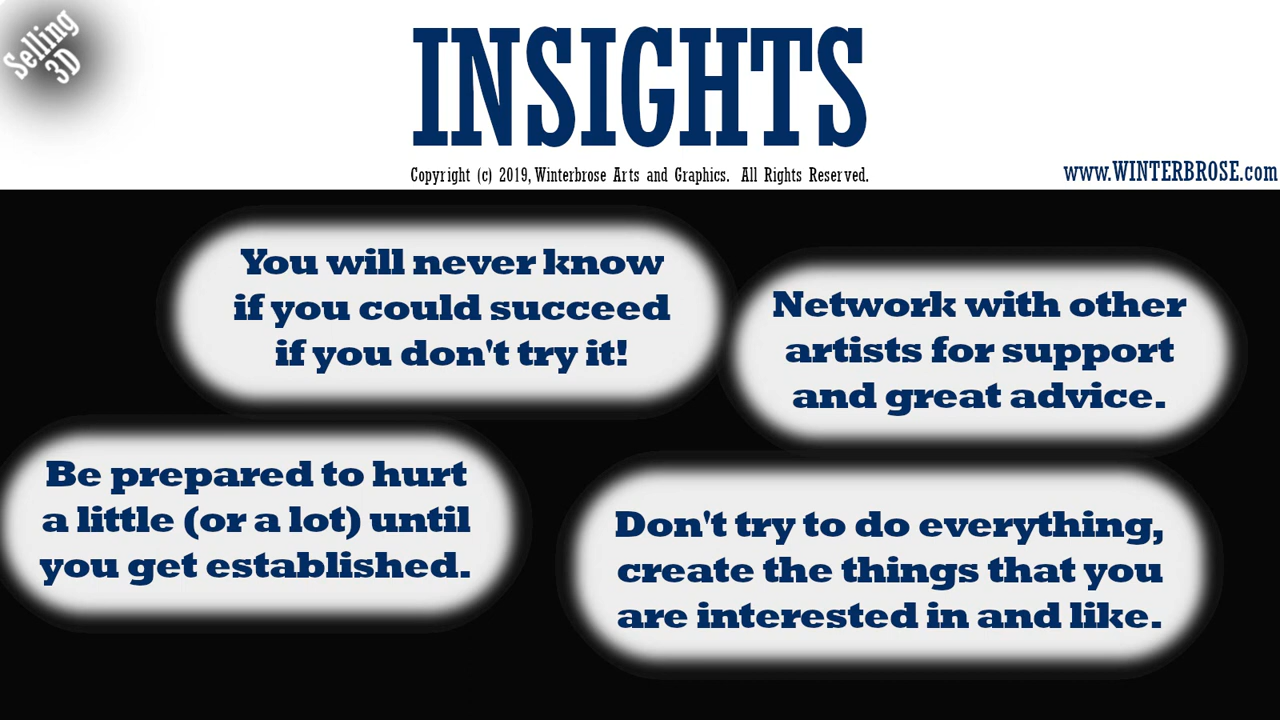 Selling
3D
INSIGHTS
Copyright (c) 2019, Winterbrose Arts and Graphics. All Rights Reserved.
www.WINTERBROSE.com
You will never know
if you could succeed
if you don't try it!
Network with other
artists for support
and great advice.
Be prepared to hurt
a little (or a lot) until
you get established.
Don't try to do everything,
create the things that you
are interested in and like.